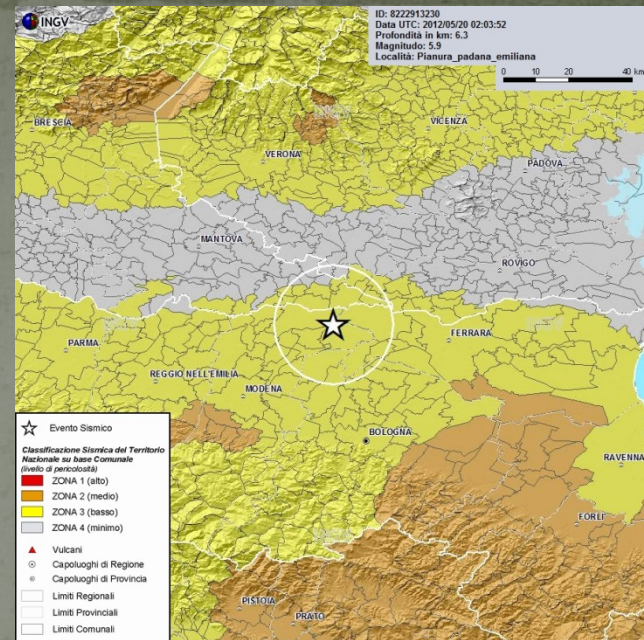 INGV
ID: 8222913230
Data UTC: 2012/05/20 02:03:52
Profondità in km: 6.3
Magnitudo: 5.9
Località: Pianura_padana_emiliana
0 10 20 40 km
BRESCIA
VICENZA
VERONA
PADOVA
MANTOVA
ROVIGO
PARMA
FERRARA
REGGIO NELL'EMILIA
MODENA
BOLOGNA
RAVENNA
FORLI
PISTOIA
PRATO
Evento Sismico
Classificazione Sismica del Territorio
Nazionale su base Comunale
(livello di pericolosità)
ZONA 1 (alto)
ZONA 2 (medio)
ZONA 3 (basso)
ZONA 4 (minimo)
Vulcani
Capoluoghi di Regione
Capoluoghi di Provincia
Limiti Regionali
Limiti Provinciali
Limiti Comunali